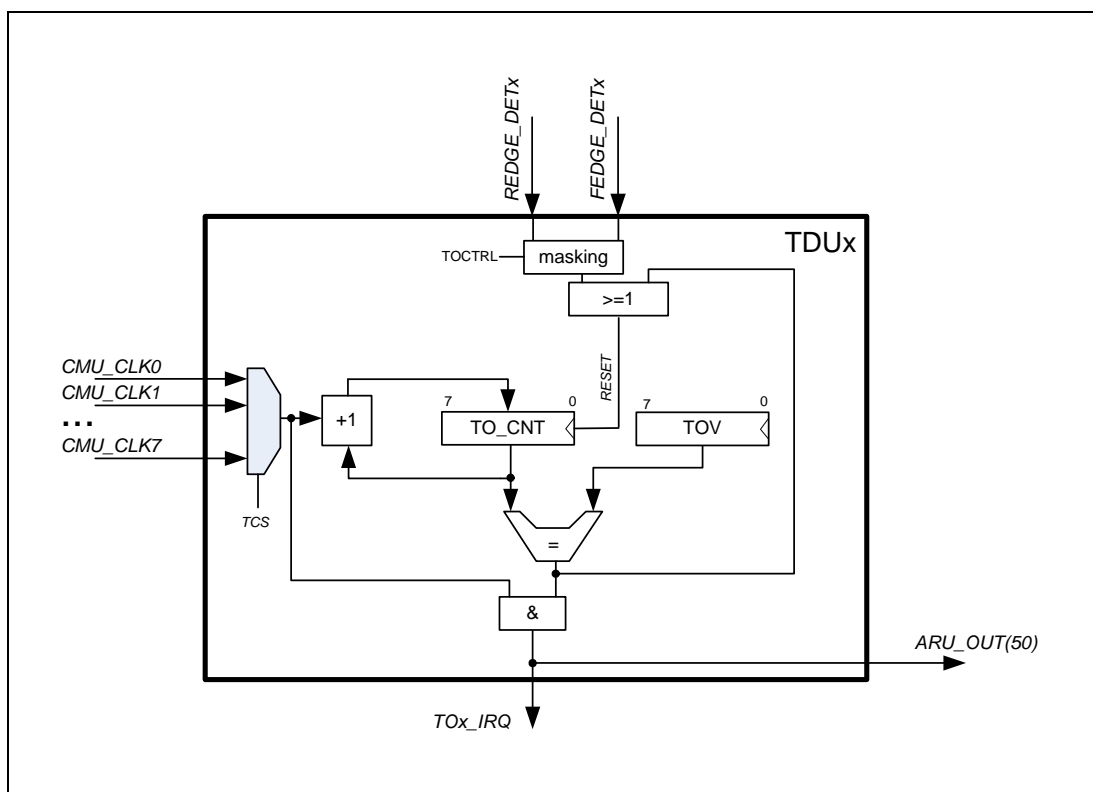 REDGE_DETx
FEDGE_DETx
TDUx
TOCTRL
masking
>=1
CMU_CLK0
CMU_CLK1
...
CMU_CLK7
TCS
+1
RESET
7 0
TO_CNT
7 0
TOV
=
&
ARU_OUT(50)
TOx_IRQ